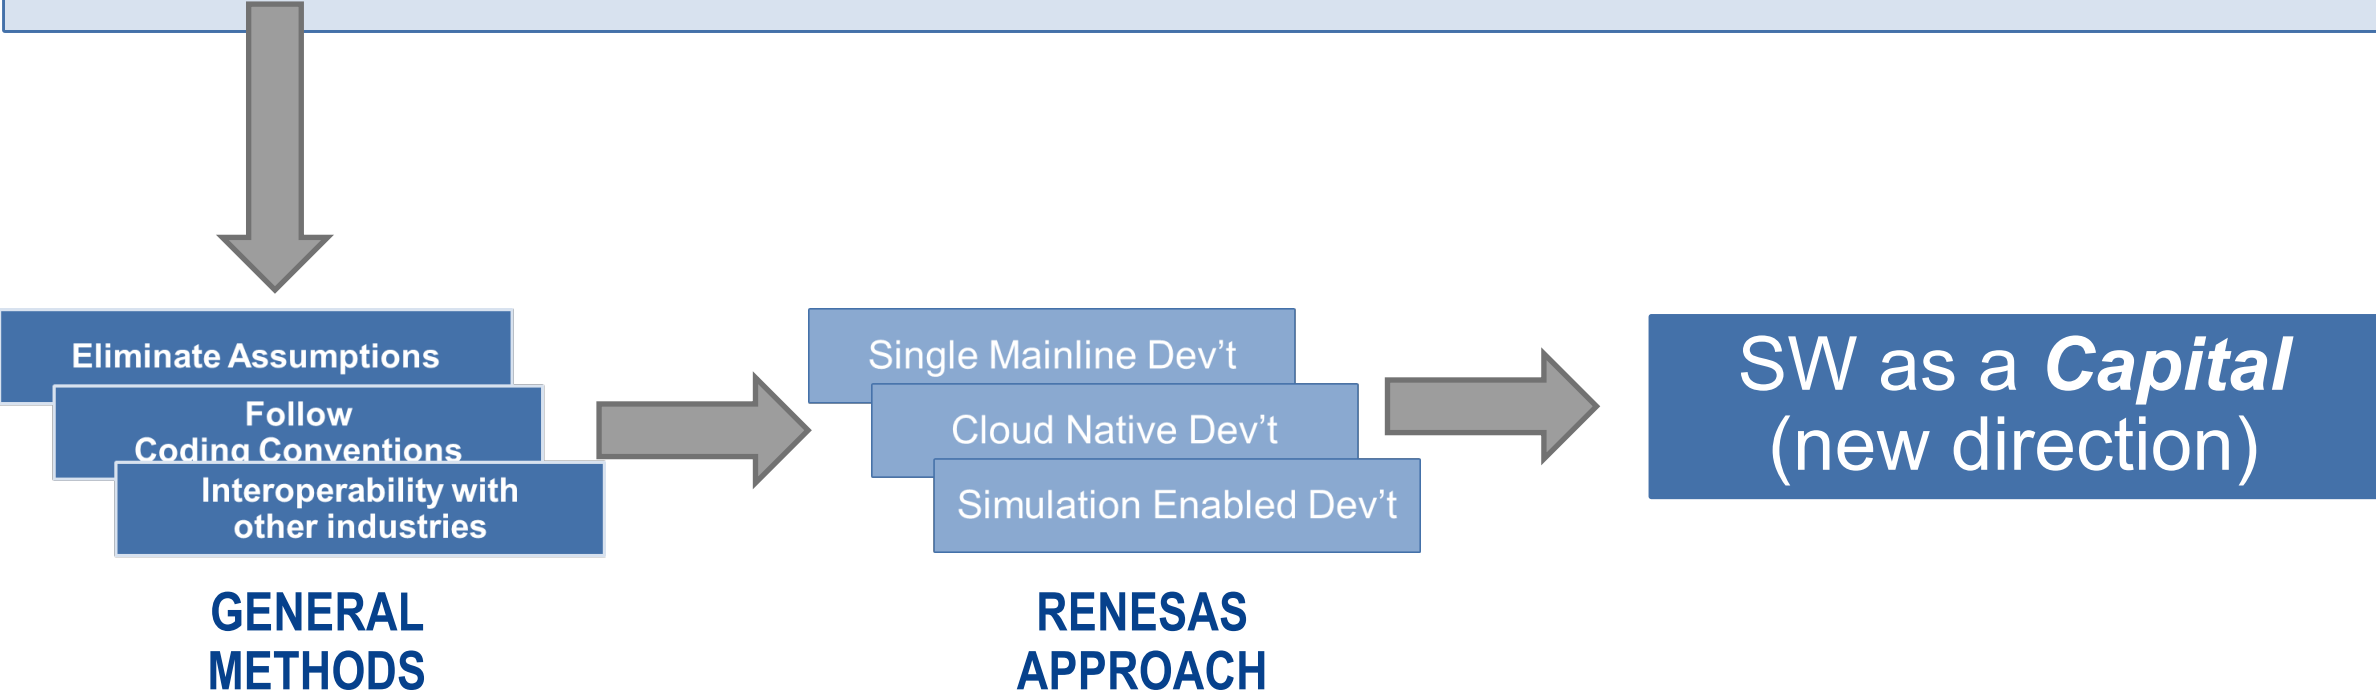 Eliminate Assumptions
Follow
Coding Conventions
Interoperability with
other industries
GENERAL
METHODS
Single Mainline Dev’t
Cloud Native Dev’t
Simulation Enabled Dev’t
RENESAS
APPROACH
SW as a Capital
(new direction)